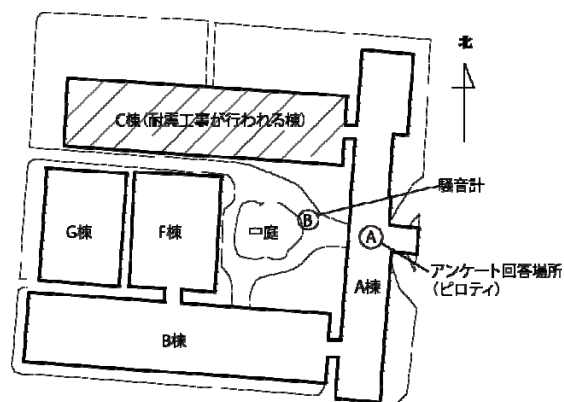 北
C棟(耐震工事が行われる棟)
騒音計
B
G棟
F棟
中庭
A
アンケート回答場所
(ピロティ)
A棟
B棟